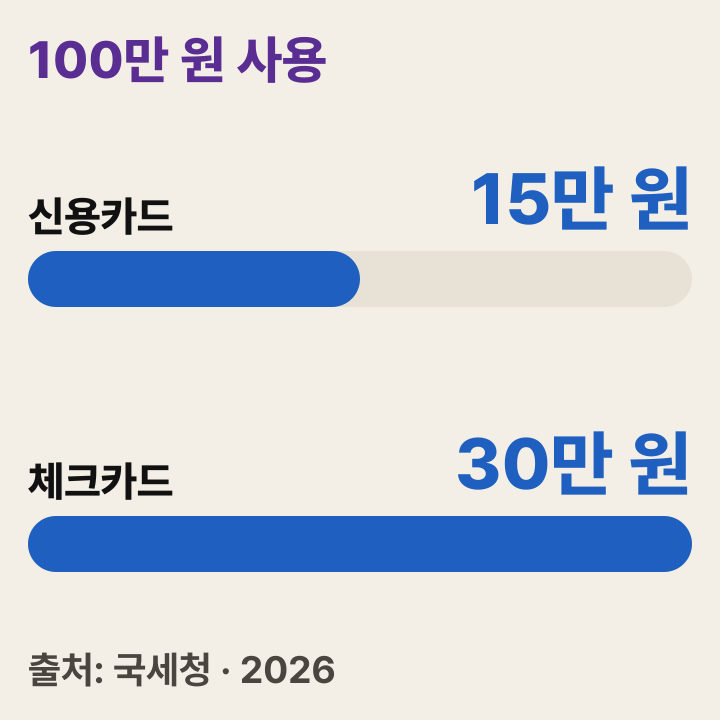 100만 원 사용
신용카드
15만 원
체크카드
30만 원
출처: 국세청 · 2026